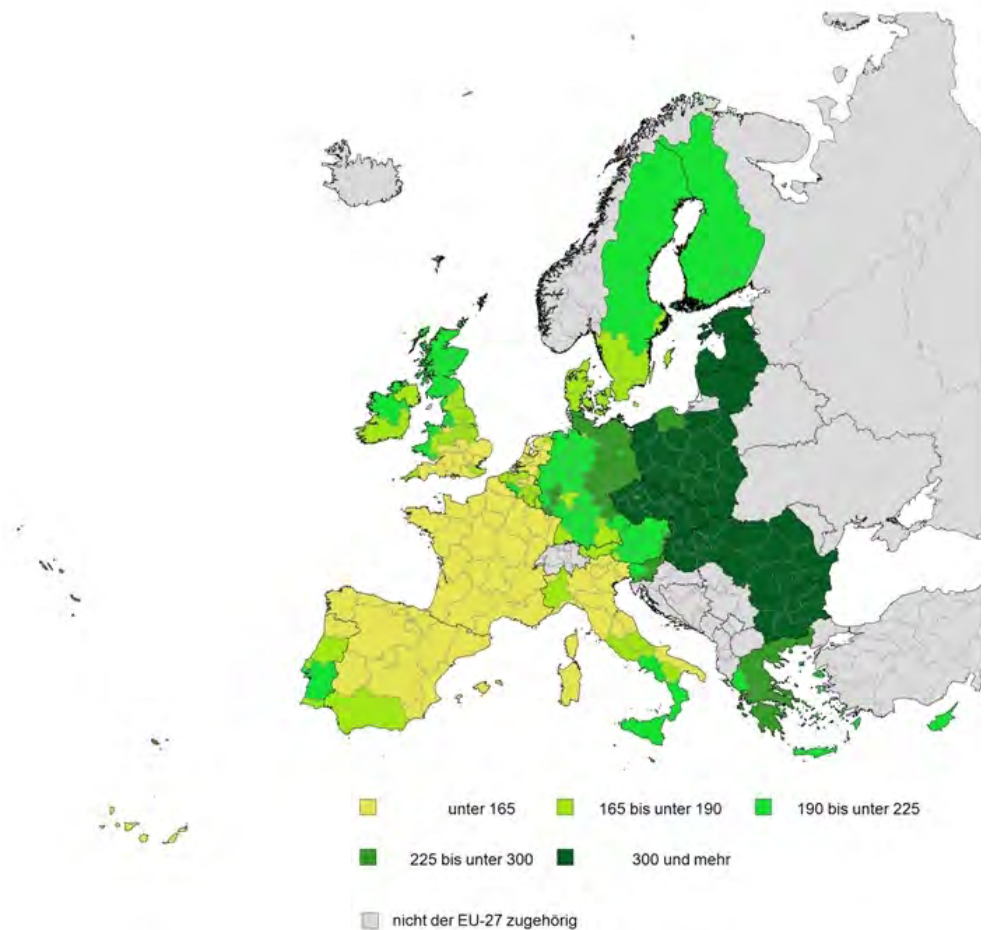 unter 165 165 bis unter 190 190 bis unter 225
225 bis unter 300 300 und mehr
nicht der EU-27 zugehörig